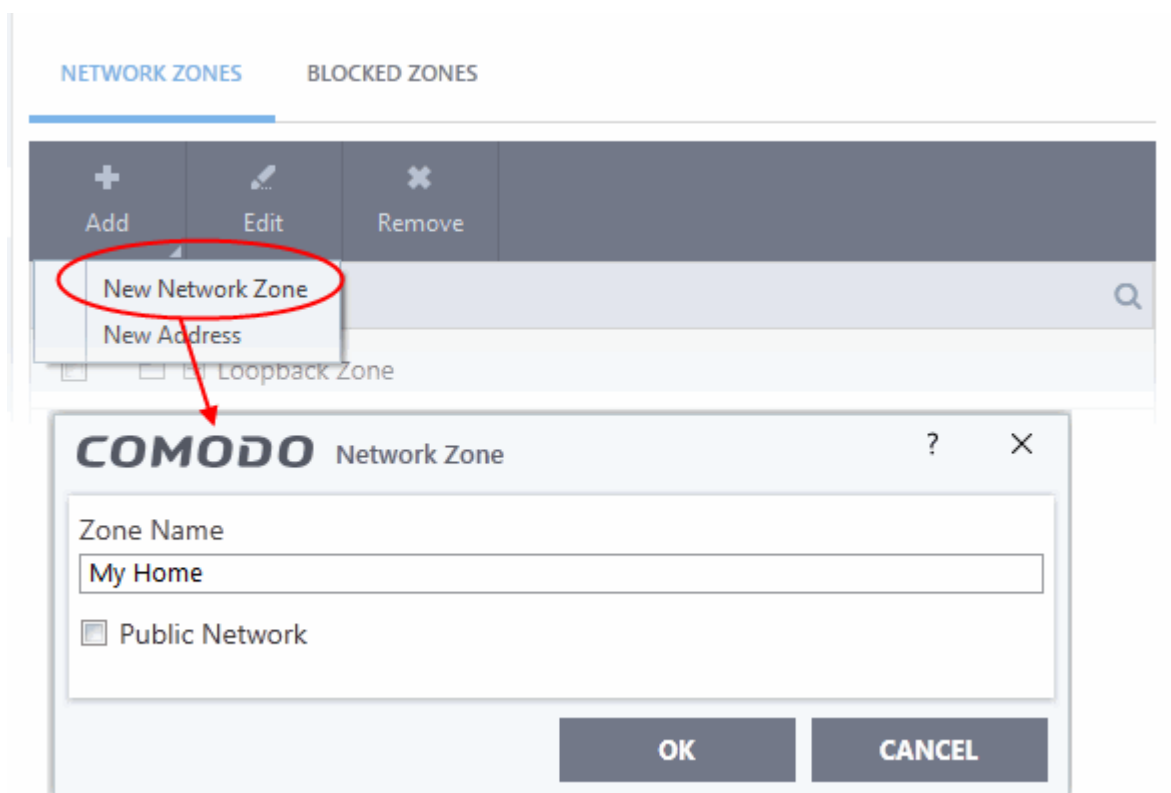 NETWORK ZONES BLOCKED ZONES
Add Edit Remove
New Network Zone
New Address
Loopback Zone
COMODO Network Zone ? X
Zone Name
My Home
Public Network
OK CANCEL